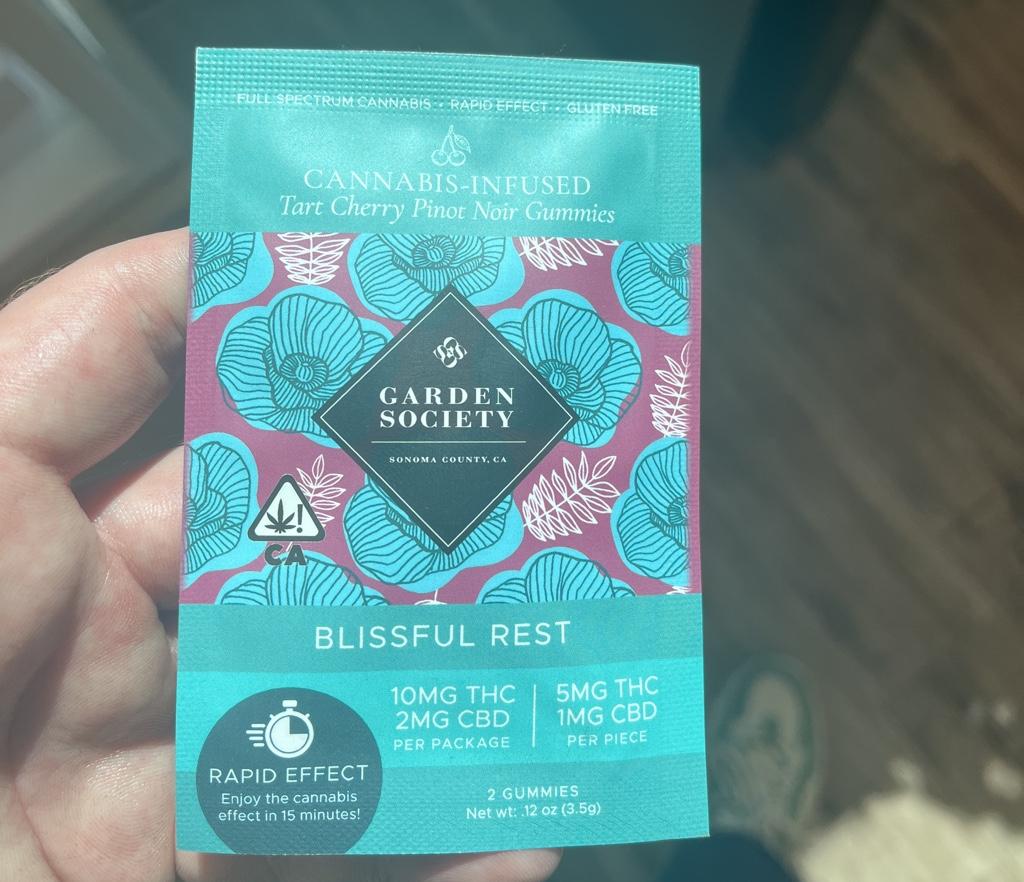 FULL SPECTRUM CANNABIS • RAPID EFFECT • GLUTEN FREE
CANNABIS-INFUSED
Tart Cherry Pinot Noir Gummies
GARDEN
SOCIETY
SONOMA COUNTY, CA
!
CA
BLISSFUL REST
10MG THC
2MG CBD
PER PACKAGE
5MG THC
1MG CBD
PER PIECE
RAPID EFFECT
Enjoy the cannabis
effect in 15 minutes!
2 GUMMIES
Net wt: .12 oz (3.5g)